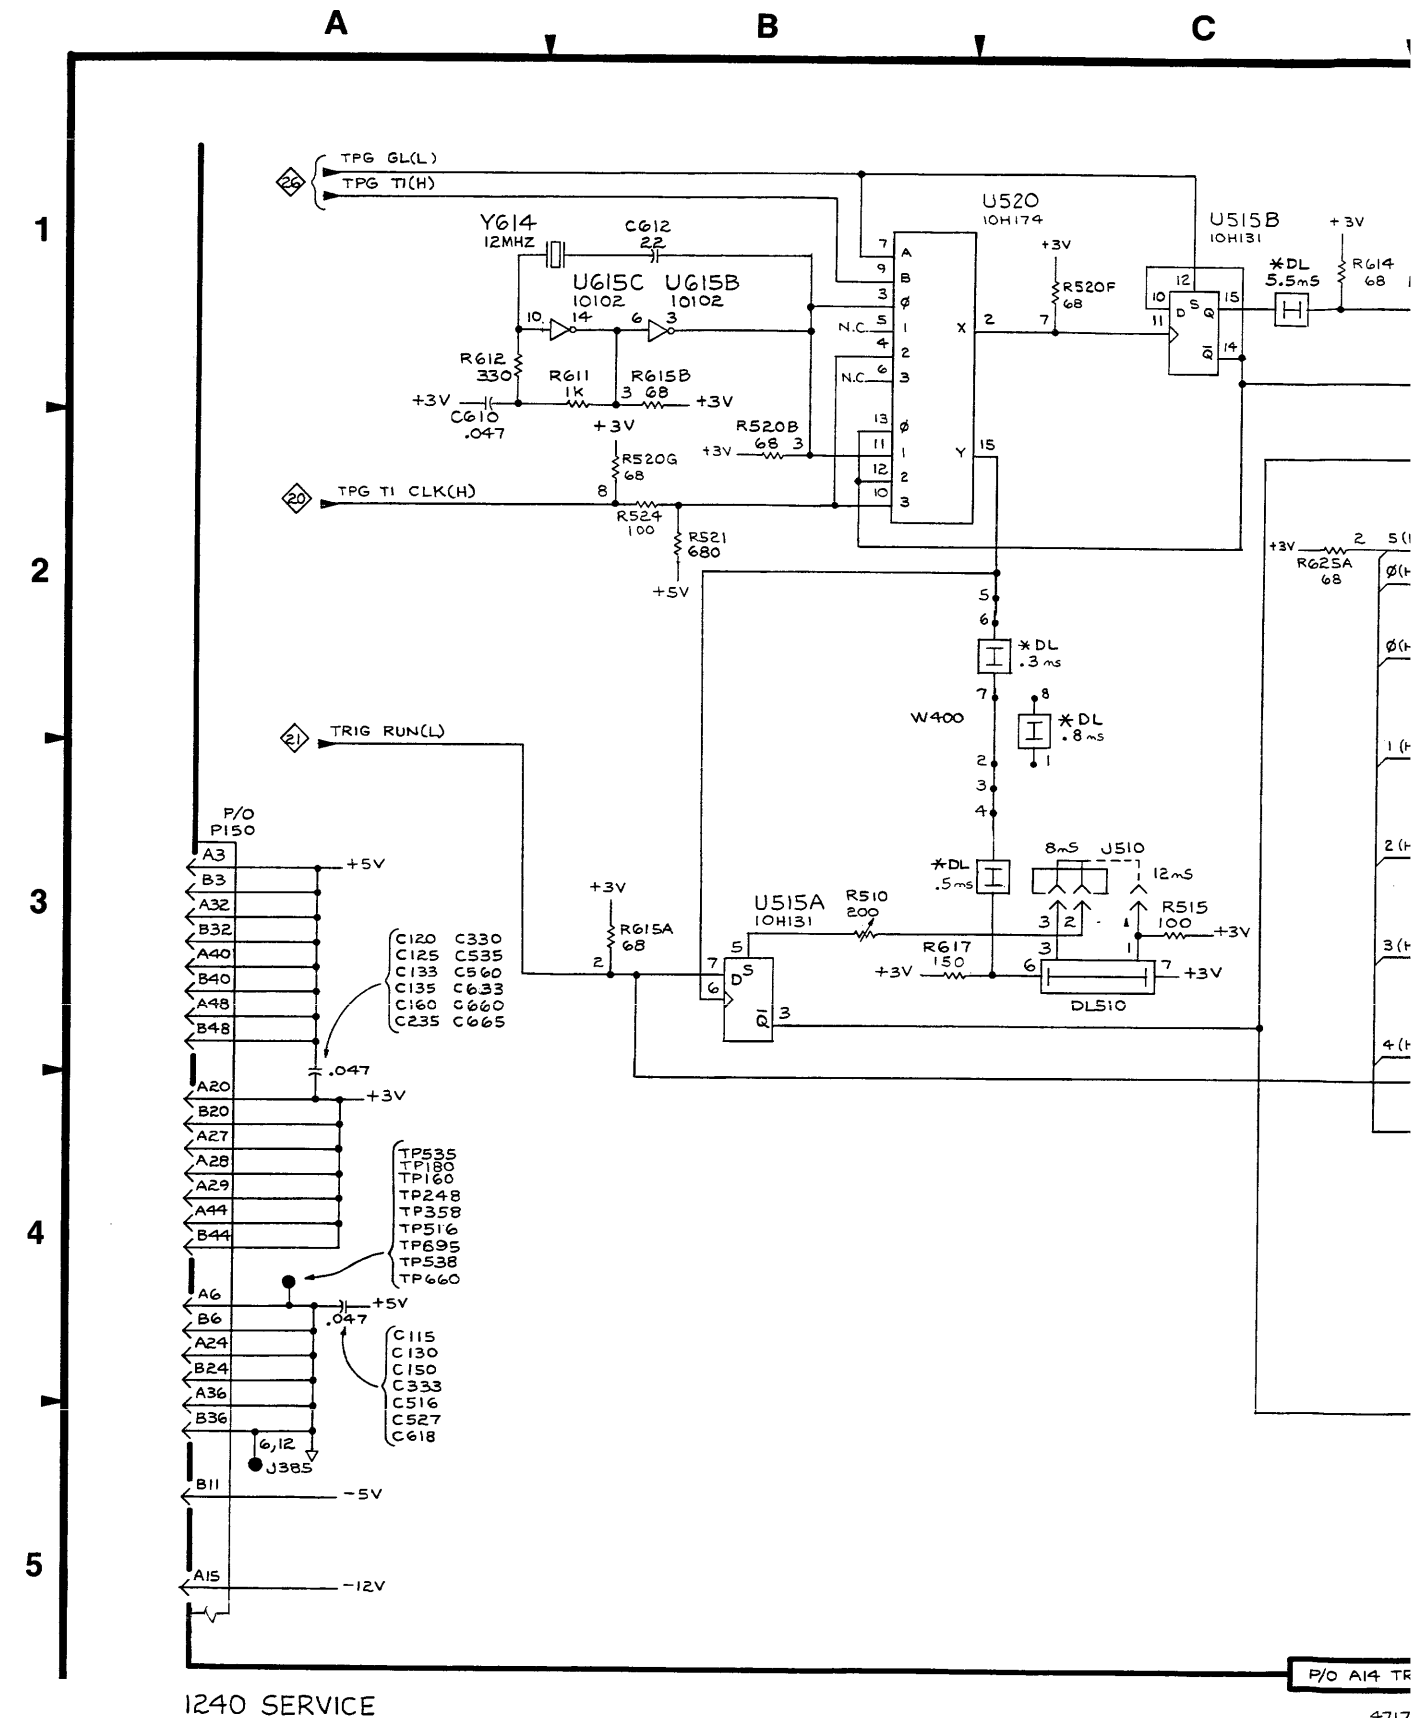 A
B
C
1
2
3
4
5
26
TPG GL(L)
TPG TI(H)
Y614
12MHZ
C612
22
U615C
10102
U615B
10102
10
14
6
3
R612
330
R611
1K
R615B
3 68
+3V
C610
.047
+3V
+3V
R520G
68
8
R520B
68 3
+3V
20
TPG TI CLK(H)
R524
100
R521
680
+5V
U520
10H174
7 A
9 B
3 Ø
N.C. 5 1
4 2
N.C. 6 3
13 Ø
11 1
12 2
10 3
X 2
Y 15
+3V
R520F
68
7
U515B
10H131
12
10 D S Q 15
11
Q 14
*DL
5.5mS
+3V
R614
68
+3V
R625A
68
2
5(
Ø(H
Ø(H
1(H
2(H
3(H
4(H
5
6
*DL
.3ms
7
8
W400
*DL
.8ms
2
1
3
4
21
TRIG RUN(L)
*DL
.5ms
8mS
J510
12mS
3 2 1
R515
100
+3V
3
1
6
7
+3V
DL510
R617
150
+3V
+3V
R615A
68
2
U515A
10H131
R510
200
5
7 D S
6
Q 3
P/O
P150
A3
+5V
B3
A32
B32
A40
B40
A48
B48
C120 C330
C125 C535
C133 C560
C135 C633
C160 C660
C235 C665
.047
A20
+3V
B20
A27
A28
A29
A44
B44
TP535
TP180
TP160
TP248
TP358
TP516
TP695
TP538
TP660
A6
+5V
.047
B6
A24
B24
A36
B36
C115
C130
C150
C333
C516
C527
C618
6,12
J385
B11
-5V
A15
-12V
P/O A14 TR
1240 SERVICE
4717